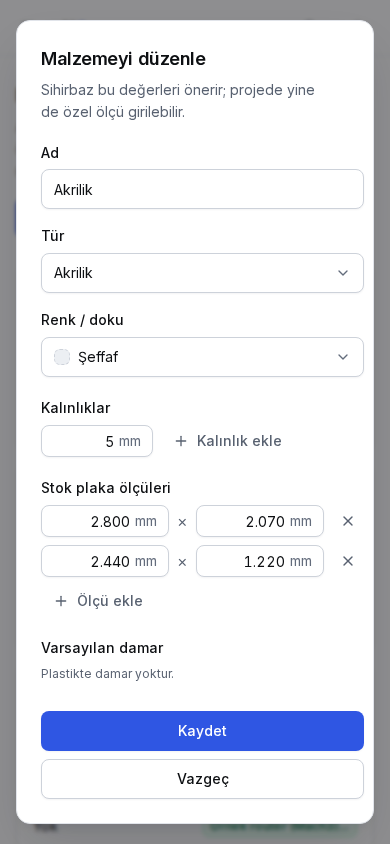 Malzemeyi düzenle
Sihirbaz bu değerleri önerir; projede yine
de özel ölçü girilebilir.
Ad
Akrilik
Tür
Akrilik
Renk / doku
Şeffaf
Kalınlıklar
5 mm
+ Kalınlık ekle
Stok plaka ölçüleri
2.800 mm × 2.070 mm ×
2.440 mm × 1.220 mm ×
+ Ölçü ekle
Varsayılan damar
Plastikte damar yoktur.
Kaydet
Vazgeç